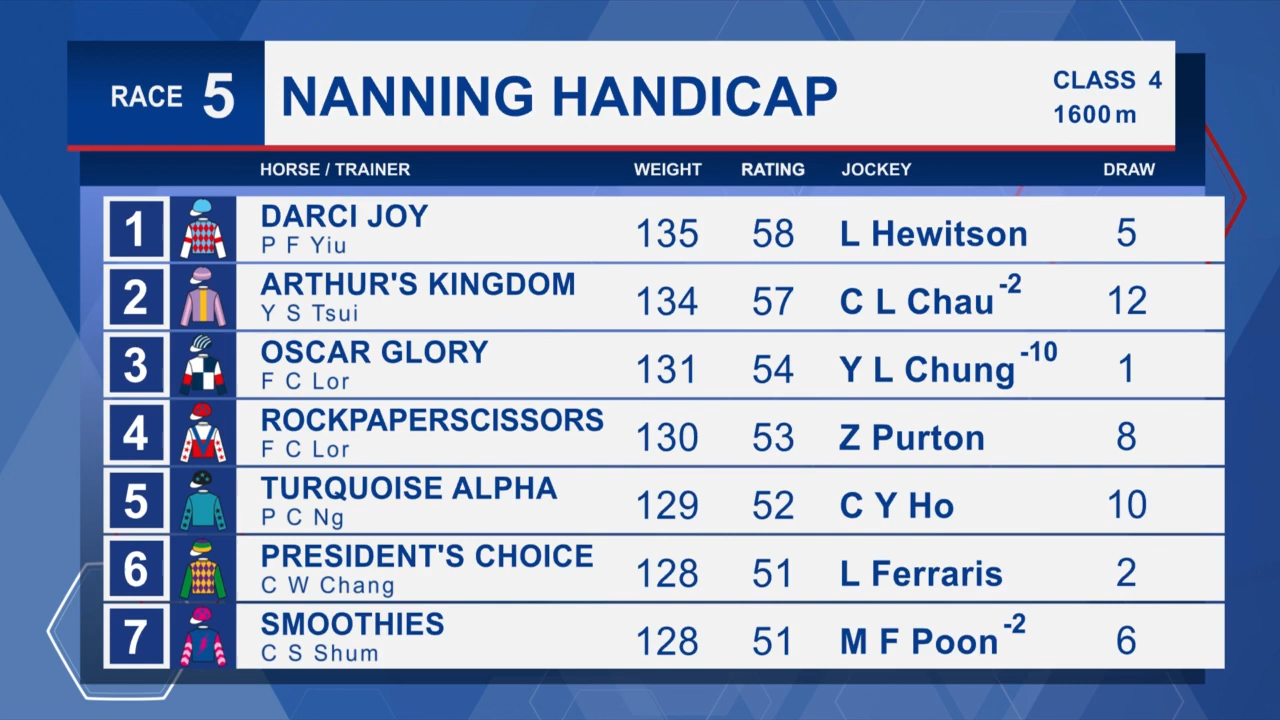 RACE 5 NANNING HANDICAP CLASS 4
1600m
HORSE / TRAINER WEIGHT RATING JOCKEY DRAW
1 DARCI JOY 135 58 L Hewitson 5
P F Yiu
2 ARTHUR'S KINGDOM 134 57 C L Chau -2 12
Y S Tsui
3 OSCAR GLORY 131 54 Y L Chung -10 1
F C Lor
4 ROCKPAPERSCISSORS 130 53 Z Purton 8
F C Lor
5 TURQUOISE ALPHA 129 52 C Y Ho 10
P C Ng
6 PRESIDENT'S CHOICE 128 51 L Ferraris 2
C W Chang
7 SMOOTHIES 128 51 M F Poon -2 6
C S Shum